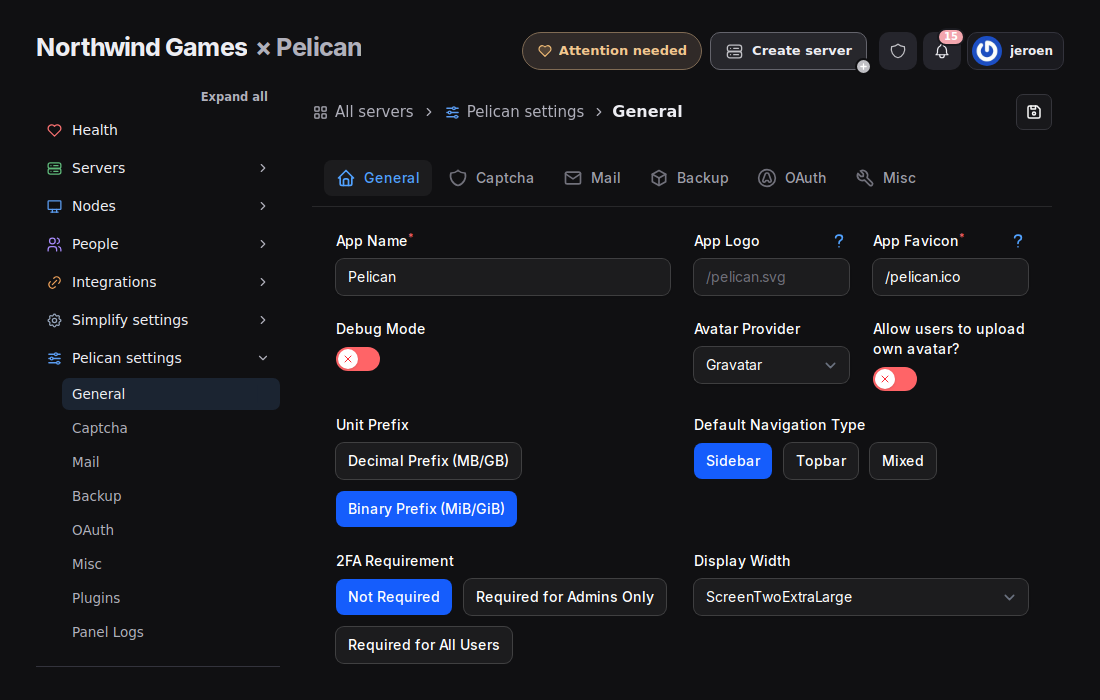 Northwind Games × Pelican
Attention needed
Create server
15
jeroen
Expand all
Health
Servers
Nodes
People
Integrations
Simplify settings
Pelican settings
General
Captcha
Mail
Backup
OAuth
Misc
Plugins
Panel Logs
All servers > Pelican settings > General
General Captcha Mail Backup OAuth Misc
App Name*
Pelican
App Logo ?
/pelican.svg
App Favicon* ?
/pelican.ico
Debug Mode
Avatar Provider
Gravatar
Allow users to upload
own avatar?
Unit Prefix
Decimal Prefix (MB/GB)
Binary Prefix (MiB/GiB)
Default Navigation Type
Sidebar Topbar Mixed
2FA Requirement
Not Required Required for Admins Only
Required for All Users
Display Width
ScreenTwoExtraLarge